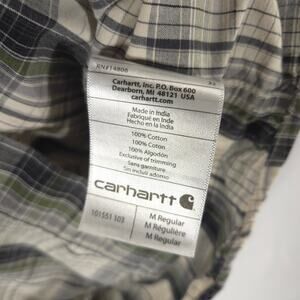 RN#14806
Carhartt, Inc. P.O. Box 600
Dearborn, MI 48121 USA
carhartt.com
Made in India
Fabriqué en Inde
Hecho en la India
100% Cotton
100% Coton
100% Algodón
Exclusive of trimming
Sans garniture
Sin incluir adorno
carhartt
101551 103
M Regular
M Régulière
M Regular